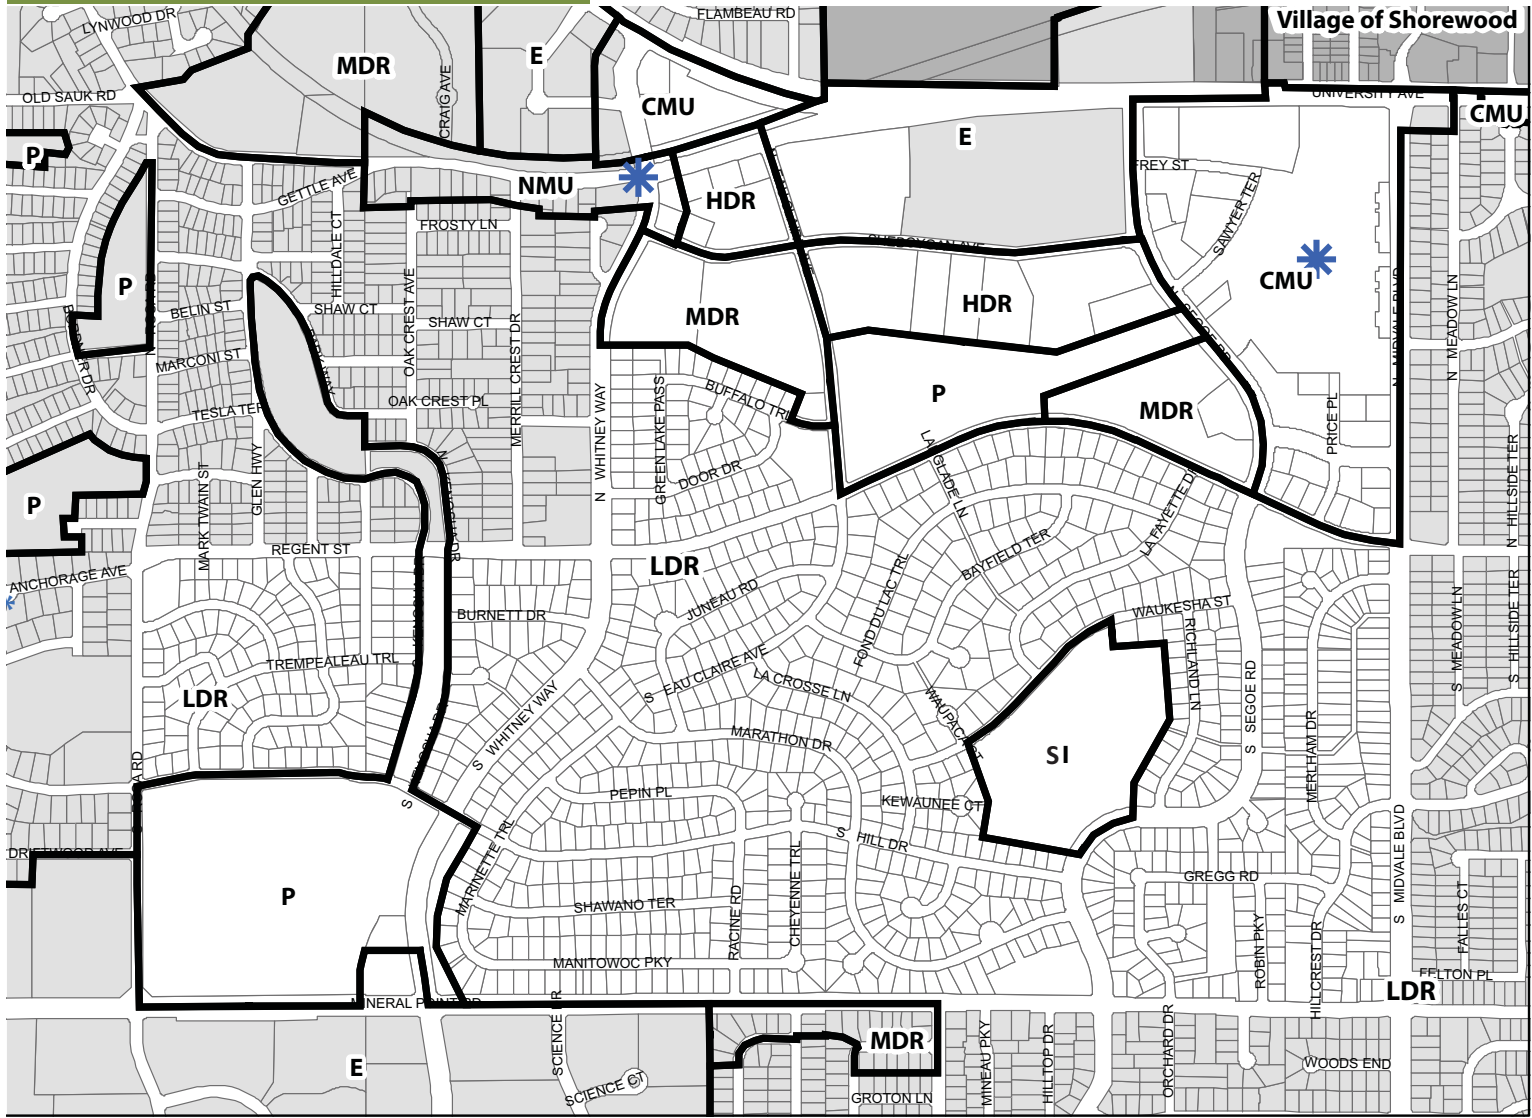 LYNWOOD DR
FLAMBEAU RD
Village of Shorewood
MDR
E
CRAIG AVE
CMU
OLD SAUK RD
UNIVERSITY AVE
CMU
P
E
FREY ST
GETTLE AVE
NMU
HDR
SAWYER TER
FROSTY LN
HILLDALE CT
SHEBOYGAN AVE
CMU
P
BELIN ST
SHAW CT
OAK CREST AVE
SHAW CT
MERRILL CREST DR
MDR
HDR
N SEGOE RD
N MIDVALE BLVD
N MEADOW LN
MARCONI ST
TESLA TER
OAK CREST PL
BUFFALO TRL
N WHITNEY WAY
GREEN LAKE PASS
P
MDR
PRICE PL
N HILLSIDE TER
P
MARK TWAIN ST
GLEN HWY
DOOR DR
LA FAYETTE DR
REGENT ST
ANCHORAGE AVE
LDR
BAYFIELD TER
JUNEAU RD
FOND DU LAC TRL
WAUKESHA ST
BURNETT DR
RICHLAND LN
S MEADOW LN
S HILLSIDE TER
TREMPEALEAU TRL
LDR
S EAU CLAIRE AVE
LA CROSSE LN
WAUPACA CT
S SEGOE RD
MERLHAM DR
S WHITNEY WAY
MARATHON DR
SI
PEPIN PL
KEWAUNEE CT
S HILL DR
S MIDVALE BLVD
DRIFTWOOD AVE
MARINETTE TRL
CHEYENNE TRL
GREGG RD
P
SHAWANO TER
RACINE RD
ROBIN PKY
HILLCREST DR
FALLES CT
MANITOWOC PKY
FELTON PL
LDR
MINERAL POINT RD
SCIENCE DR
MDR
MINEAU PKY
HILLTOP DR
ORCHARD DR
E
SCIENCE CT
WOODS END
GROTON LN